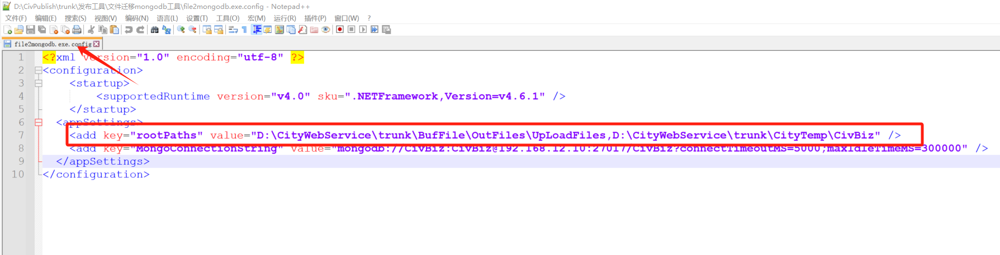 D:\CivPublish\trunk\发布工具\文件迁移mongodb工具\file2mongodb.exe.config - Notepad++
文件(F) 编辑(E) 搜索(S) 视图(V) 编码(N) 语言(L) 设置(T) 工具(O) 宏(M) 运行(R) 插件(P) 窗口(W) ?
file2mongodb.exe.config
1 <?xml version="1.0" encoding="utf-8" ?>
2 <configuration>
3 <startup>
4 <supportedRuntime version="v4.0" sku=".NETFramework,Version=v4.6.1" />
5 </startup>
6 <appSettings>
7 <add key="rootPaths" value="D:\CityWebService\trunk\BufFile\OutFiles\UpLoadFiles,D:\CityWebService\trunk\CityTemp\CivBiz" />
8 <add key="MongoConnectionString" value="mongodb://CivBiz:CivBiz@192.168.12.10:27017/CivBiz?connectTimeoutMS=5000;maxIdleTimeMS=300000" />
9 </appSettings>
10 </configuration>